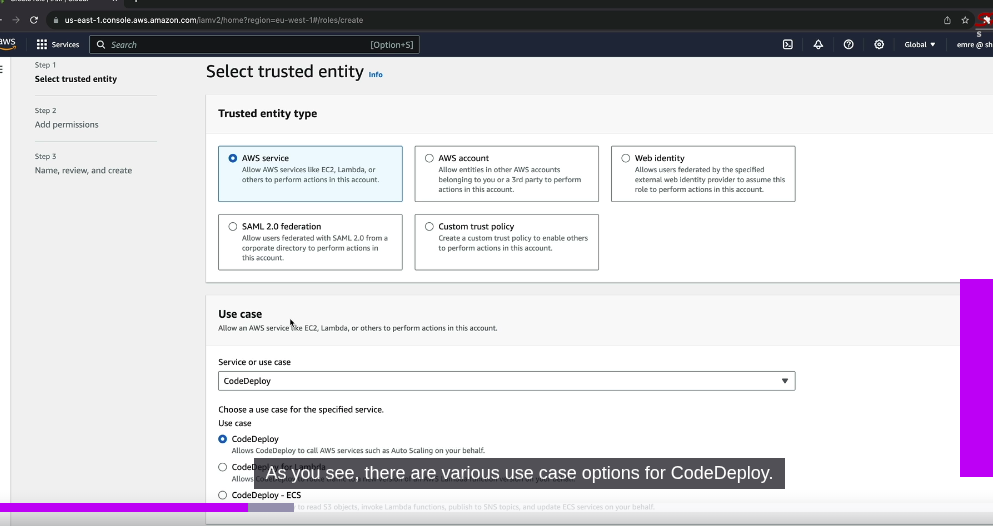 us-east-1.console.aws.amazon.com/iamv2/home?region=eu-west-1#/roles/create
aws
Services
Search
[Option+S]
Global
emre @ sh
Step 1
Select trusted entity
Step 2
Add permissions
Step 3
Name, review, and create
Select trusted entity Info
Trusted entity type
AWS service
Allow AWS services like EC2, Lambda, or
others to perform actions in this account.
AWS account
Allow entities in other AWS accounts
belonging to you or a 3rd party to perform
actions in this account.
Web identity
Allows users federated by the specified
external web identity provider to assume this
role to perform actions in this account.
SAML 2.0 federation
Allow users federated with SAML 2.0 from a
corporate directory to perform actions in
this account.
Custom trust policy
Create a custom trust policy to enable others
to perform actions in this account.
Use case
Allow an AWS service like EC2, Lambda, or others to perform actions in this account.
Service or use case
CodeDeploy
Choose a use case for the specified service.
Use case
CodeDeploy
Allows CodeDeploy to call AWS services such as Auto Scaling on your behalf.
CodeDeploy for Lambda
Allows
As you see, there are various use case options for CodeDeploy.
CodeDeploy - ECS
to read S3 objects, invoke Lambda functions, publish to SNS topics, and update ECS services on your behalf.